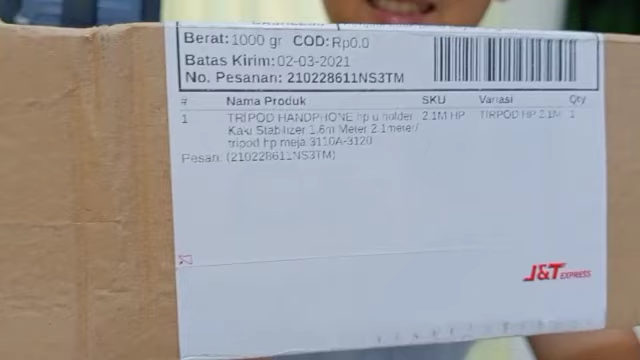 Berat: 1000 gr COD: Rp0.0
Batas Kirim: 02-03-2021
No. Pesanan: 210228611NS3TM
# Nama Produk SKU Variasi Qty
1 TRIPOD HANDPHONE hp u holder 2.1M HP TRIPOD HP 2.1M 1
Kaki Stabilizer 1.6m Meter 2.1meter/
tripod hp meja 3110A-3120
Pesan: (210228611NS3TM)
J&T EXPRESS